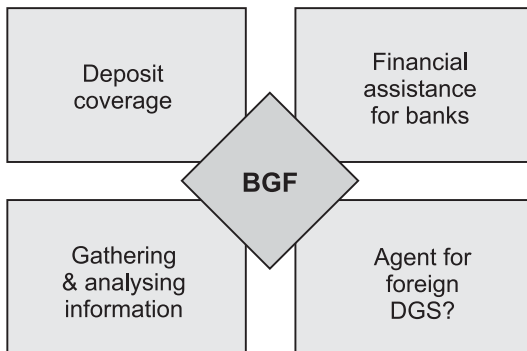 Deposit
coverage
Financial
assistance
for banks
BGF
Gathering
& analysing
information
Agent for
foreign
DGS?